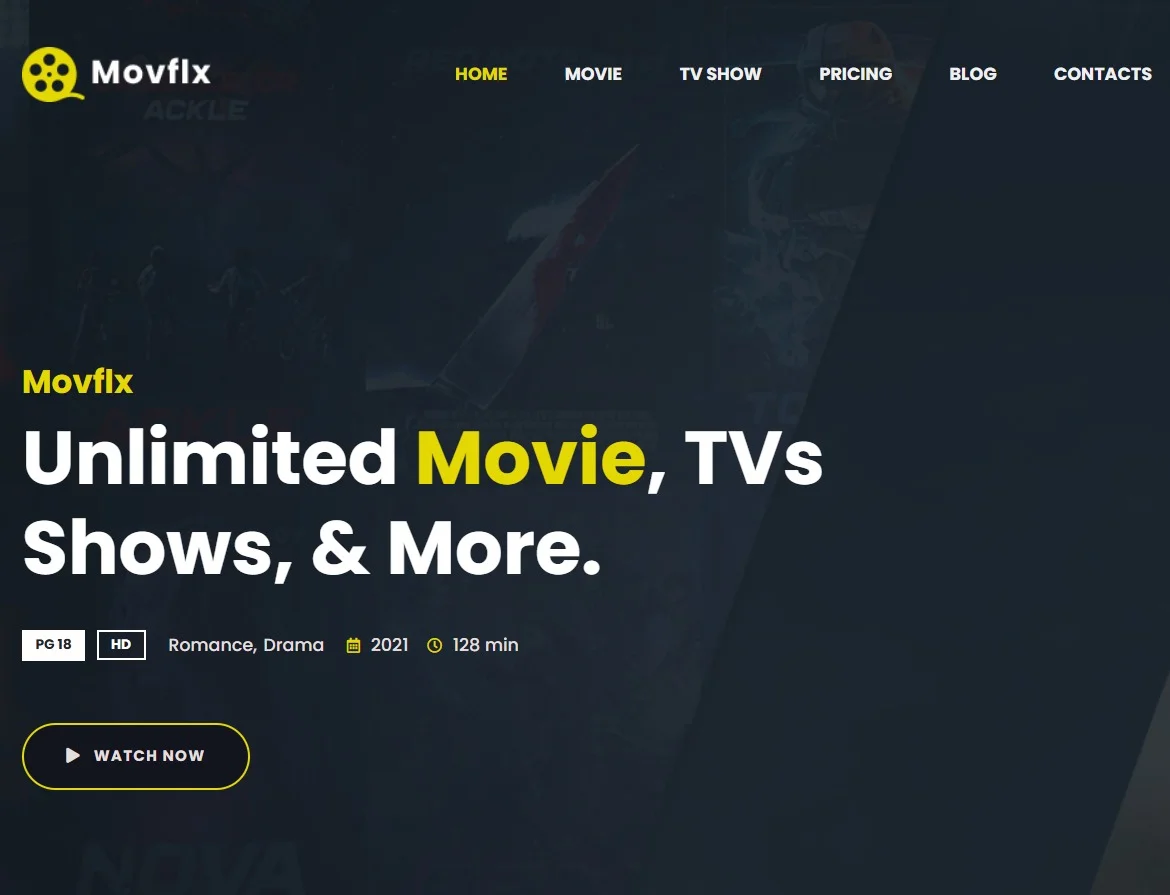 Movflx
HOME MOVIE TV SHOW PRICING BLOG CONTACTS
ACKLE
Movflx
Unlimited Movie, TVs
Shows, & More.
PG 18 HD Romance, Drama 2021 128 min
WATCH NOW
NOVA